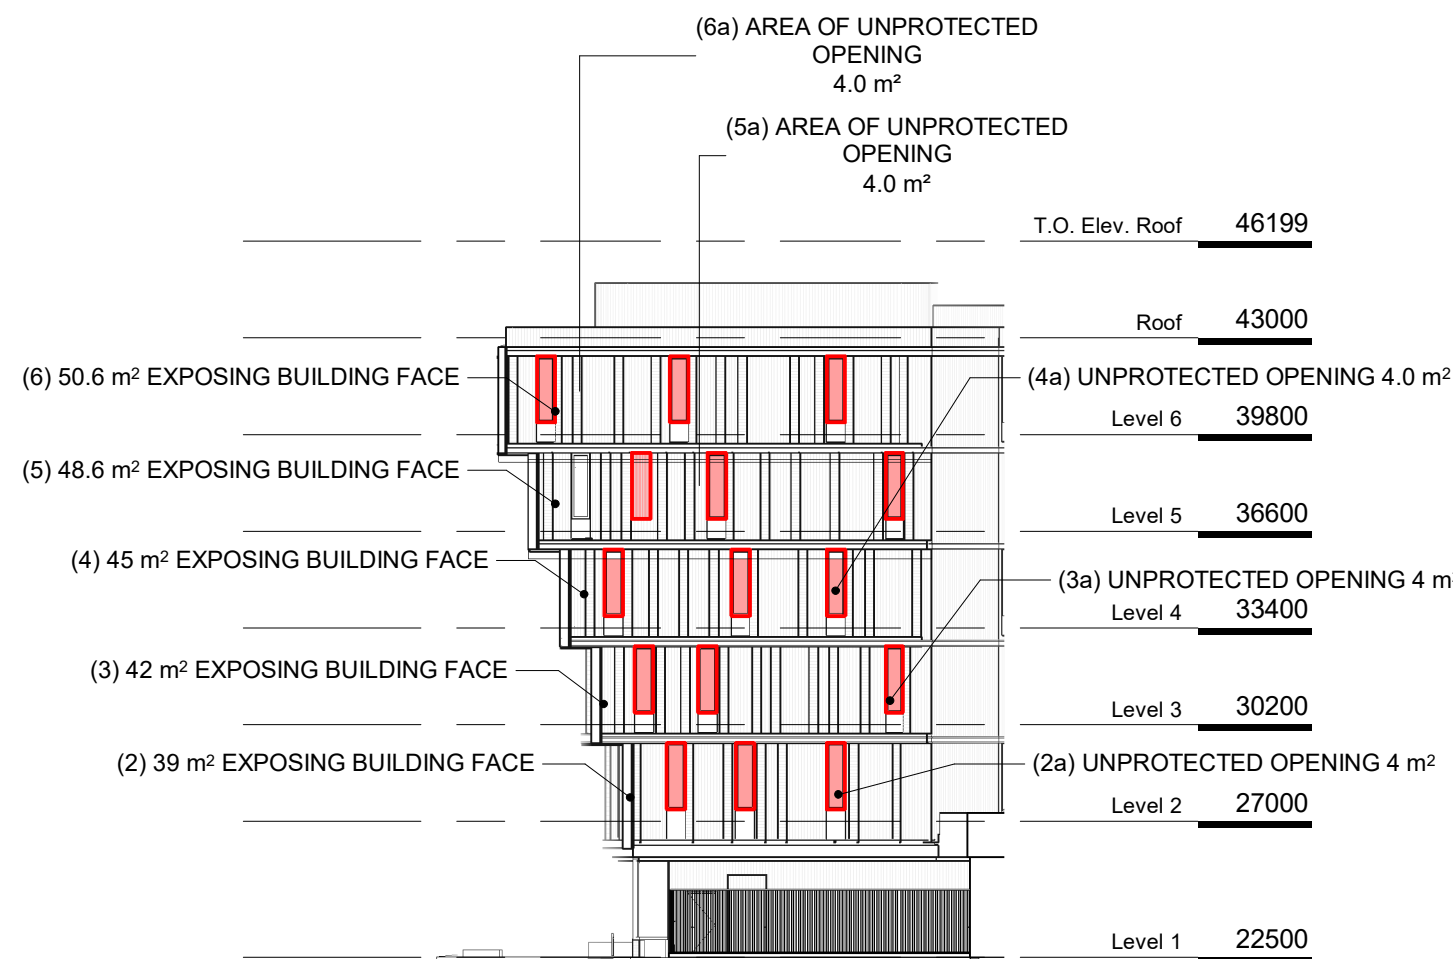 (6a) AREA OF UNPROTECTED
OPENING
4.0 m²
(5a) AREA OF UNPROTECTED
OPENING
4.0 m²
T.O. Elev. Roof 46199
Roof 43000
(6) 50.6 m² EXPOSING BUILDING FACE
(4a) UNPROTECTED OPENING 4.0 m²
Level 6 39800
(5) 48.6 m² EXPOSING BUILDING FACE
Level 5 36600
(4) 45 m² EXPOSING BUILDING FACE
(3a) UNPROTECTED OPENING 4 m
Level 4 33400
(3) 42 m² EXPOSING BUILDING FACE
Level 3 30200
(2) 39 m² EXPOSING BUILDING FACE
(2a) UNPROTECTED OPENING 4 m²
Level 2 27000
Level 1 22500